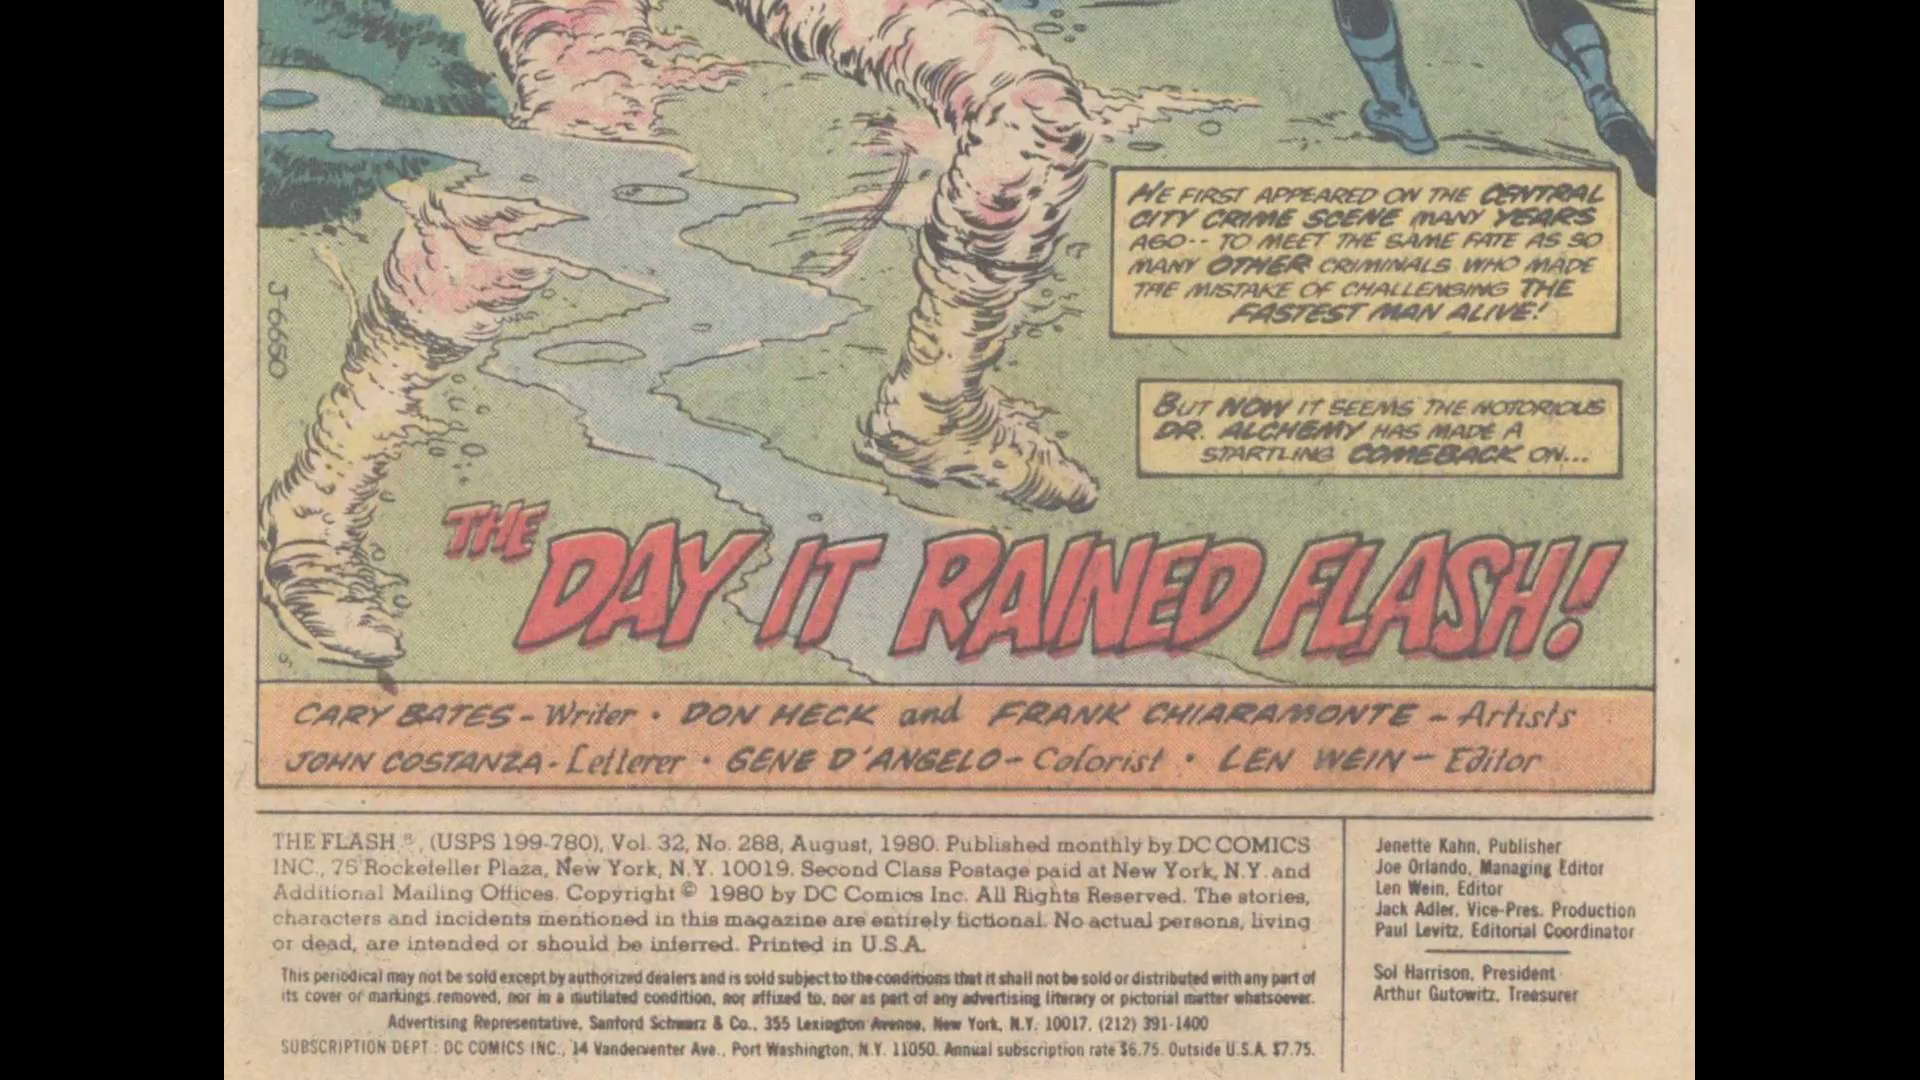 HE FIRST APPEARED ON THE CENTRAL
CITY CRIME SCENE MANY YEARS
AGO-- TO MEET THE SAME FATE AS SO
MANY OTHER CRIMINALS WHO MADE
THE MISTAKE OF CHALLENGING THE
FASTEST MAN ALIVE!
BUT NOW IT SEEMS THE NOTORIOUS
DR. ALCHEMY HAS MADE A
STARTLING COMEBACK ON...
J-6650
THE DAY IT RAINED FLASH!
CARY BATES - Writer • DON HECK and FRANK CHIARAMONTE - Artists
JOHN COSTANZA - Letterer • GENE D'ANGELO - Colorist • LEN WEIN - Editor
THE FLASH ®, (USPS 199-780), Vol. 32, No. 288, August, 1980. Published monthly by DC COMICS
INC., 75 Rockefeller Plaza, New York, N.Y. 10019. Second Class Postage paid at New York, N.Y. and
Additional Mailing Offices. Copyright © 1980 by DC Comics Inc. All Rights Reserved. The stories,
characters and incidents mentioned in this magazine are entirely fictional. No actual persons, living
or dead, are intended or should be inferred. Printed in U.S.A.
This periodical may not be sold except by authorized dealers and is sold subject to the conditions that it shall not be sold or distributed with any part of
its cover or markings removed, nor in a mutilated condition, nor affixed to, nor as part of any advertising literary or pictorial matter whatsoever.
Advertising Representative, Sanford Schwarz & Co., 355 Lexington Avenue, New York, N.Y. 10017, (212) 391-1400
SUBSCRIPTION DEPT.: DC COMICS INC., 14 Vanderventer Ave., Port Washington, N.Y. 11050. Annual subscription rate $6.75. Outside U.S.A. $7.75.
Jenette Kahn, Publisher
Joe Orlando, Managing Editor
Len Wein, Editor
Jack Adler, Vice-Pres. Production
Paul Levitz, Editorial Coordinator
Sol Harrison, President
Arthur Gutowitz, Treasurer